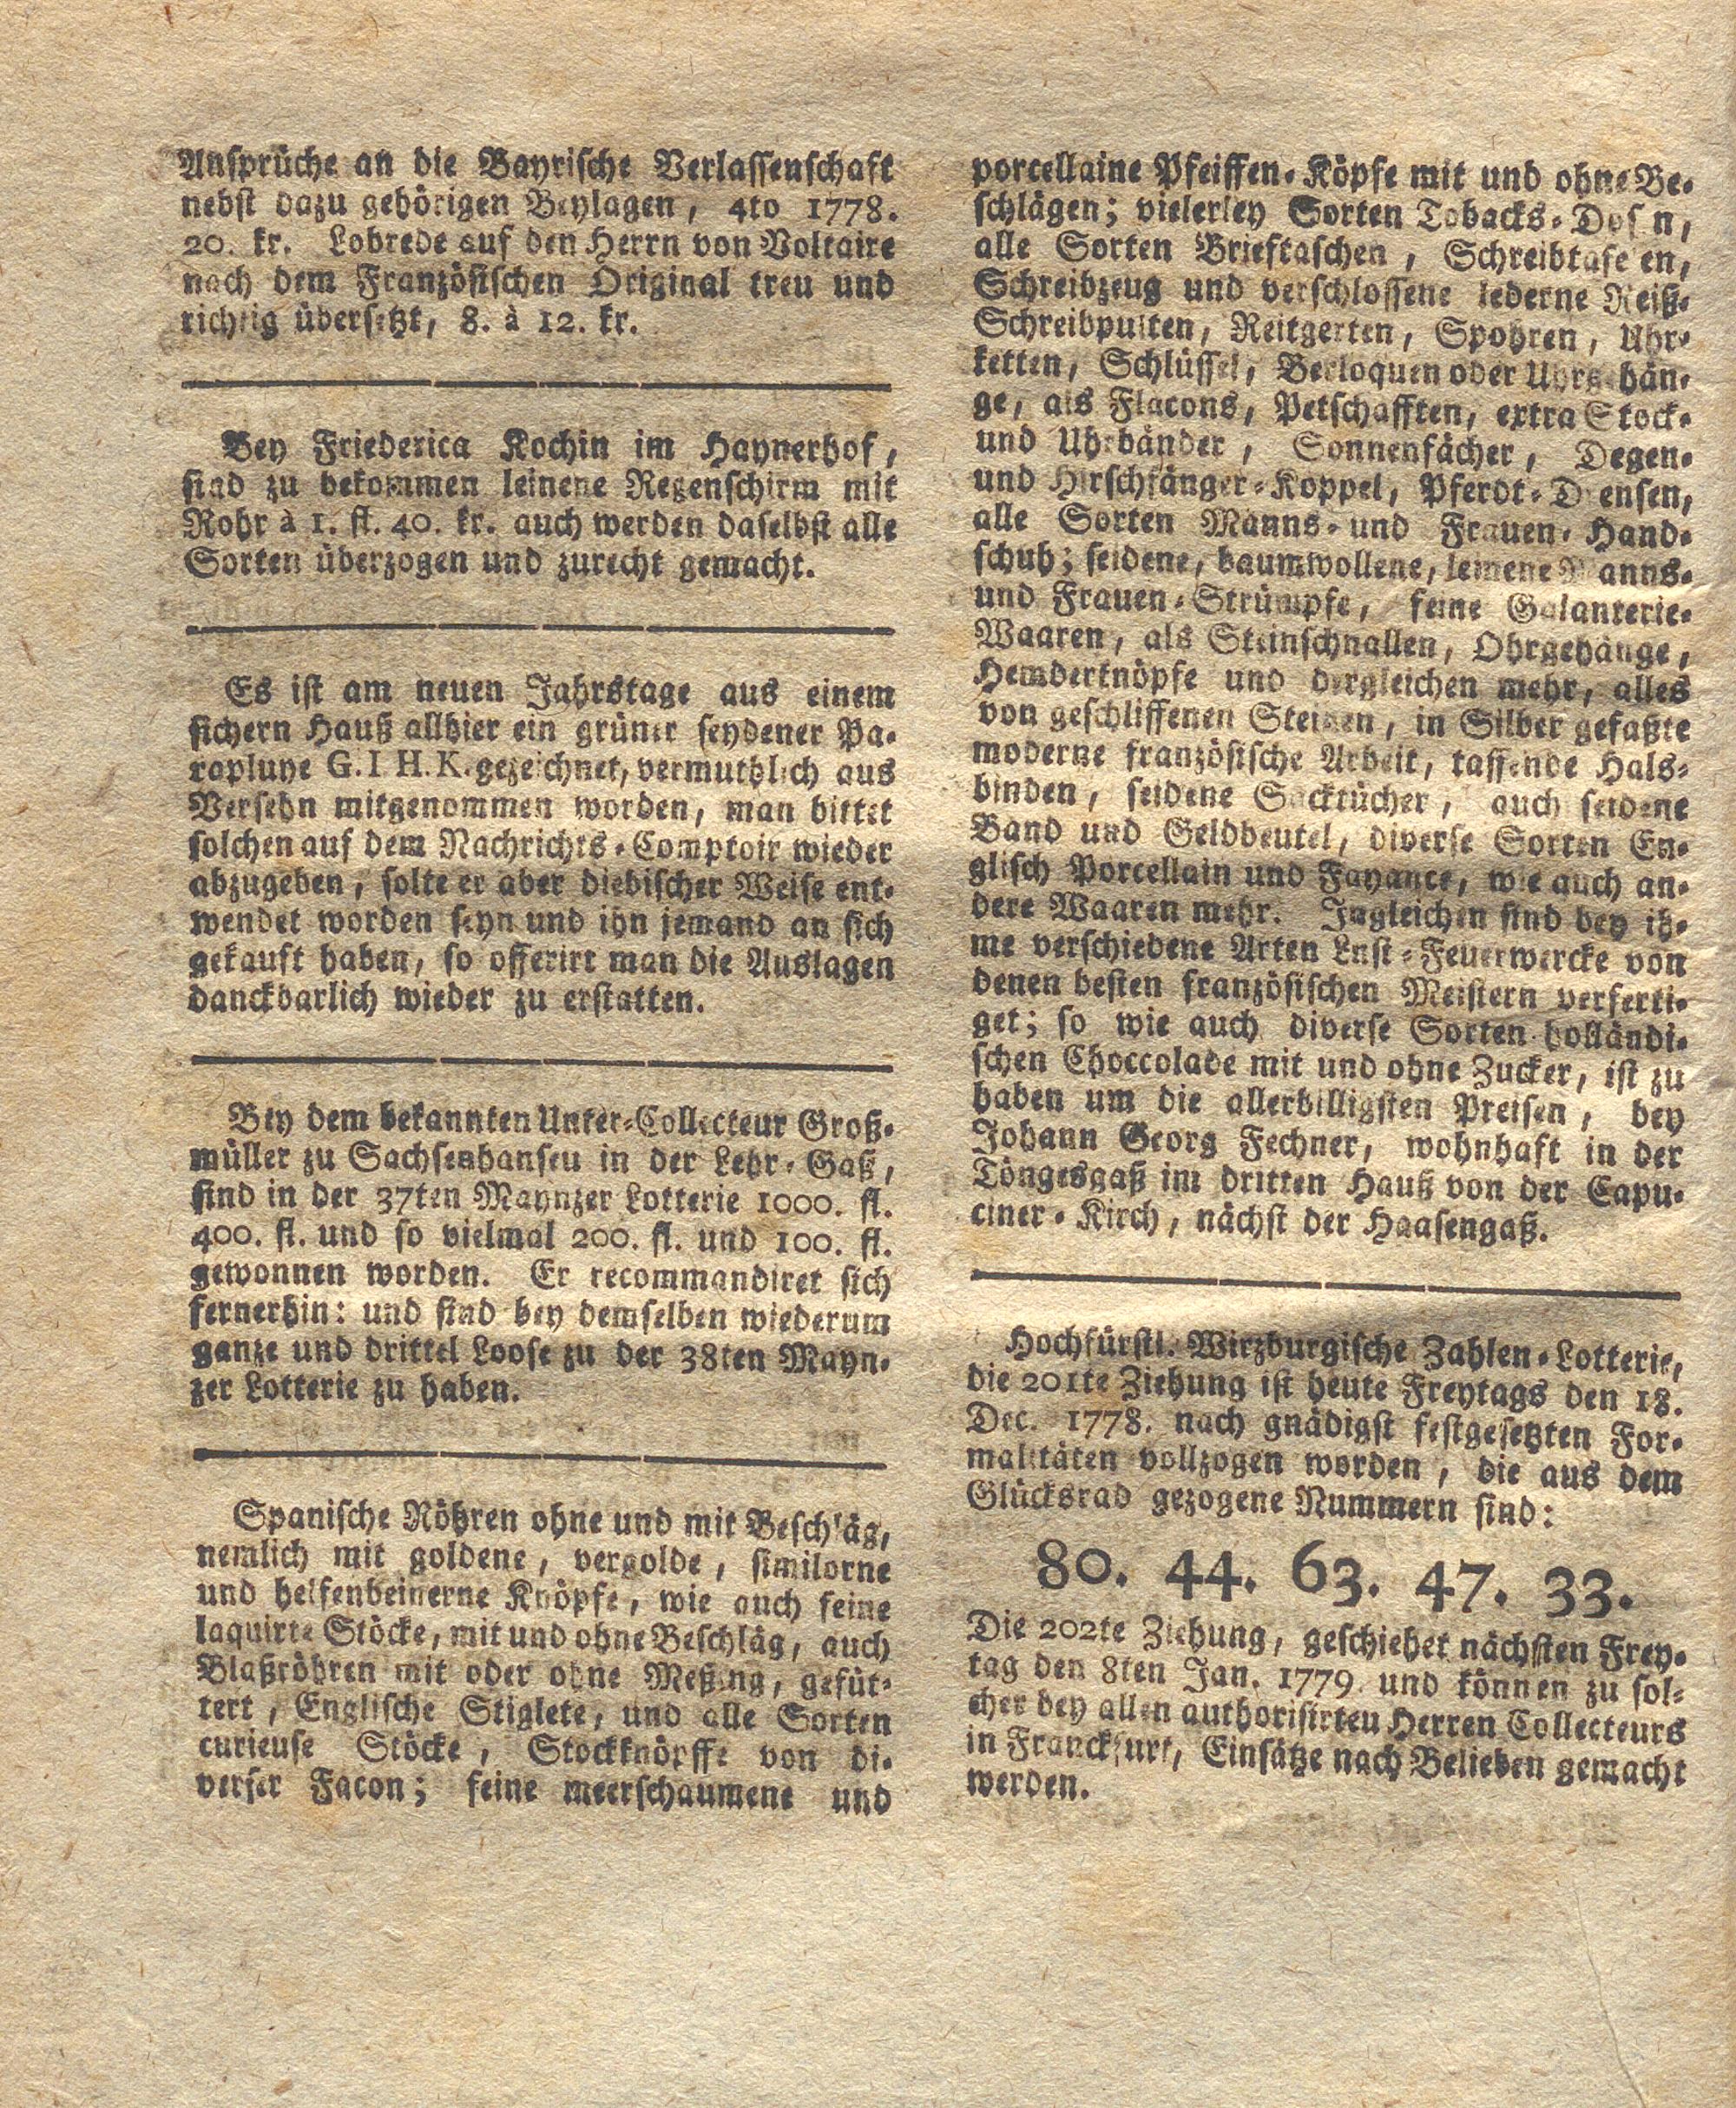 Ansprüche an die Bayrische Verlassenschaft
nebst dazu gehörigen Beylagen, 4to 1778.
20. kr. Lobrede auf den Herrn von Voltaire
nach dem Französischen Original treu und
richtig übersetzt, 8. à 12. kr.
Bey Friederica Kochin im Haynerhof,
sind zu bekommen leinene Regenschirm mit
Rohr à 1. fl. 40. kr. auch werden daselbst alle
Sorten überzogen und zurecht gemacht.
Es ist am neuen Jahrstage aus einem
sichern Hauß allhier ein grüner seydener Pa-
rapluye G. I H. K. gezeichnet, vermuthlich aus
Versehn mitgenommen worden, man bittet
solchen auf dem Nachrichts-Comptoir wieder
abzugeben, solte er aber diebischer Weise ent-
wendet worden seyn und ihn jemand an sich
gekauft haben, so offerirt man die Auslagen
danckbarlich wieder zu erstatten.
Bey dem bekannten Unter-Collecteur Groß-
müller zu Sachsenhansen in der Lehr-Gaß,
sind in der 37ten Maynzer Lotterie 1000. fl.
400. fl. und so vielmal 200. fl. und 100. fl.
gewonnen worden. Er recommandiret sich
fernerhin: und sind bey demselben wiederum
ganze und drittel Loose zu der 38ten Mayn-
zer Lotterie zu haben.
Spanische Röhren ohne und mit Beschläg,
nemlich mit goldene, vergolde, similorne
und helfenbeinerne Knöpfe, wie auch feine
laquirte Stöcke, mit und ohne Beschläg, auch
Blaßröhren mit oder ohne Meßing, gefüt-
tert, Englische Stiglete, und alle Sorten
curieuse Stöcke, Stockknöpffe von di-
verser Facon; feine meerschaumene und
porcellaine Pfeiffen-Köpfe mit und ohne Be-
schlägen; vielerley Sorten Tobacks-Dosen,
alle Sorten Brieftaschen, Schreibtafelen,
Schreibzeug und verschlossene lederne Reiß-
Schreibpulten, Reitgerten, Spohren, Uhr-
ketten, Schlüssel, Berloquen oder Uhrgehän-
ge, als Flacons, Petschafften, extra Stock-
und Uhrbänder, Sonnenfächer, Degen-
und Hirschfänger-Koppel, Pferdt-Drensen,
alle Sorten Manns- und Frauen-Hand-
schuh; seidene, baumwollene, leinene Manns-
und Frauen-Strümpfe, feine Galanterie-
Waaren, als Steinschnallen, Ohrgehänge,
Hemderknöpfe und dergleichen mehr, alles
von geschliffenen Steinen, in Silber gefaßte
moderne französische Arbeit, taffende Hals-
binden, seidene Sacktücher, auch seidene
Band und Geldbeutel, diverse Sorten En-
glisch Porcellain und Fayance, wie auch an-
dere Waaren mehr. Ingleichen sind bey ih-
me verschiedene Arten Lust-Feuerwercke von
denen besten französischen Meistern verferti-
get; so wie auch diverse Sorten holländi-
schen Choccolade mit und ohne Zucker, ist zu
haben um die allerbilligsten Preisen, bey
Johann Georg Fechner, wohnhaft in der
Töngesgaß im dritten Hauß von der Capu-
ciner-Kirch, nächst der Haasengaß.
Hochfürstl. Wirzburgische Zahlen-Lotterie,
die 201te Ziehung ist heute Freytags den 18.
Dec. 1778. nach gnädigst festgesetzten For-
malitäten vollzogen worden, die aus dem
Glücksrad gezogene Nummern sind:
80. 44. 63. 47. 33.
Die 202te Ziehung, geschiehet nächsten Frey-
tag den 8ten Jan. 1779. und können zu sol-
cher bey allen authorisirten Herren Collecteurs
in Franckfurt, Einsätze nach Belieben gemacht
werden.